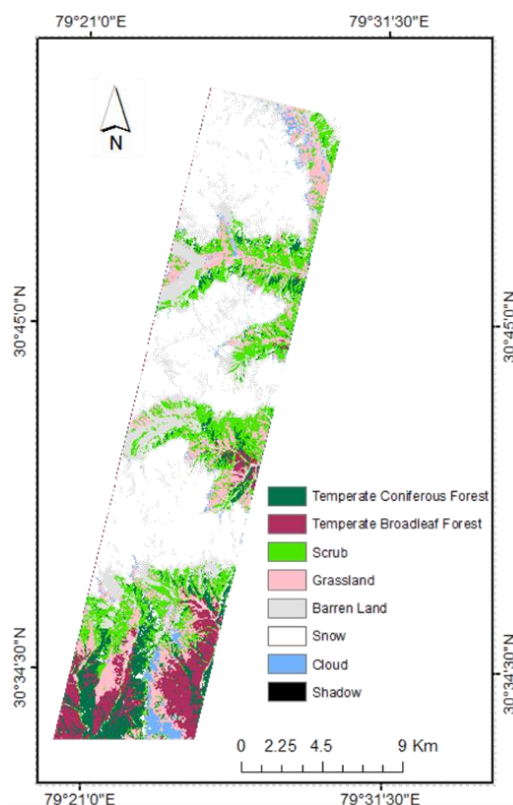 79°21'0"E 79°31'30"E
N
30°45'0"N 30°45'0"N
Temperate Coniferous Forest
Temperate Broadleaf Forest
Scrub
Grassland
Barren Land
Snow
Cloud
Shadow
30°34'30"N 30°34'30"N
0 2.25 4.5 9 Km
79°21'0"E 79°31'30"E